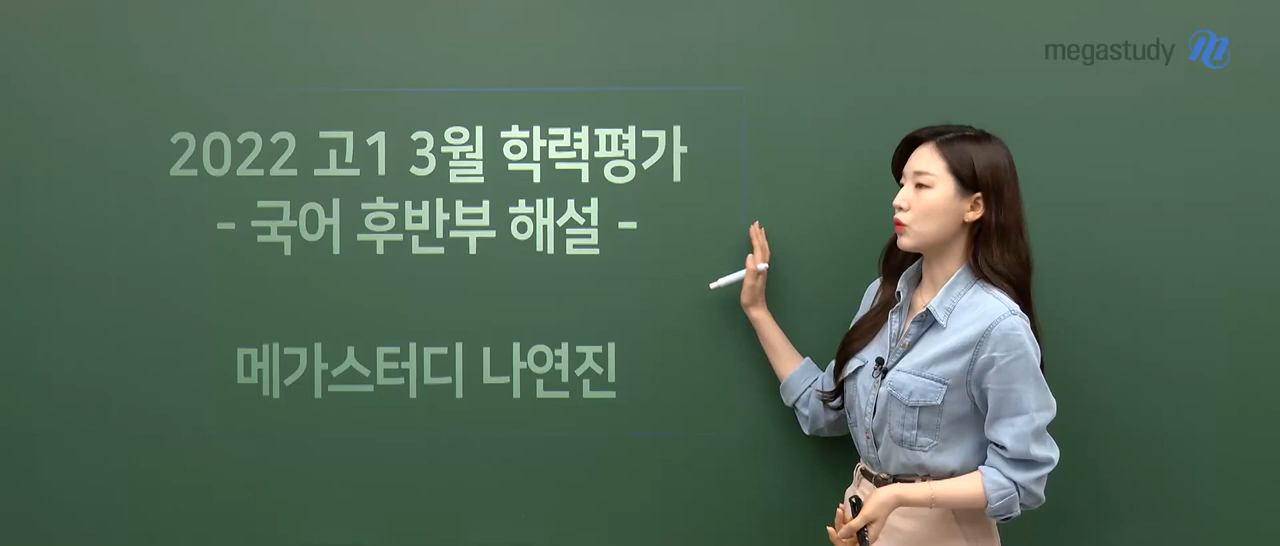 megastudy
2022 고1 3월 학력평가
- 국어 후반부 해설 -
메가스터디 나연진